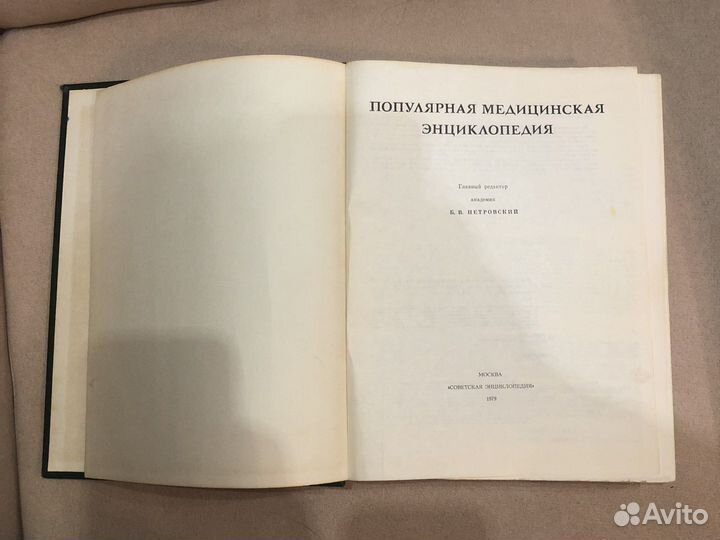 ПОПУЛЯРНАЯ МЕДИЦИНСКАЯ
ЭНЦИКЛОПЕДИЯ
Главный редактор
академик
Б. В. ПЕТРОВСКИЙ
МОСКВА
«СОВЕТСКАЯ ЭНЦИКЛОПЕДИЯ»
1979
Avito